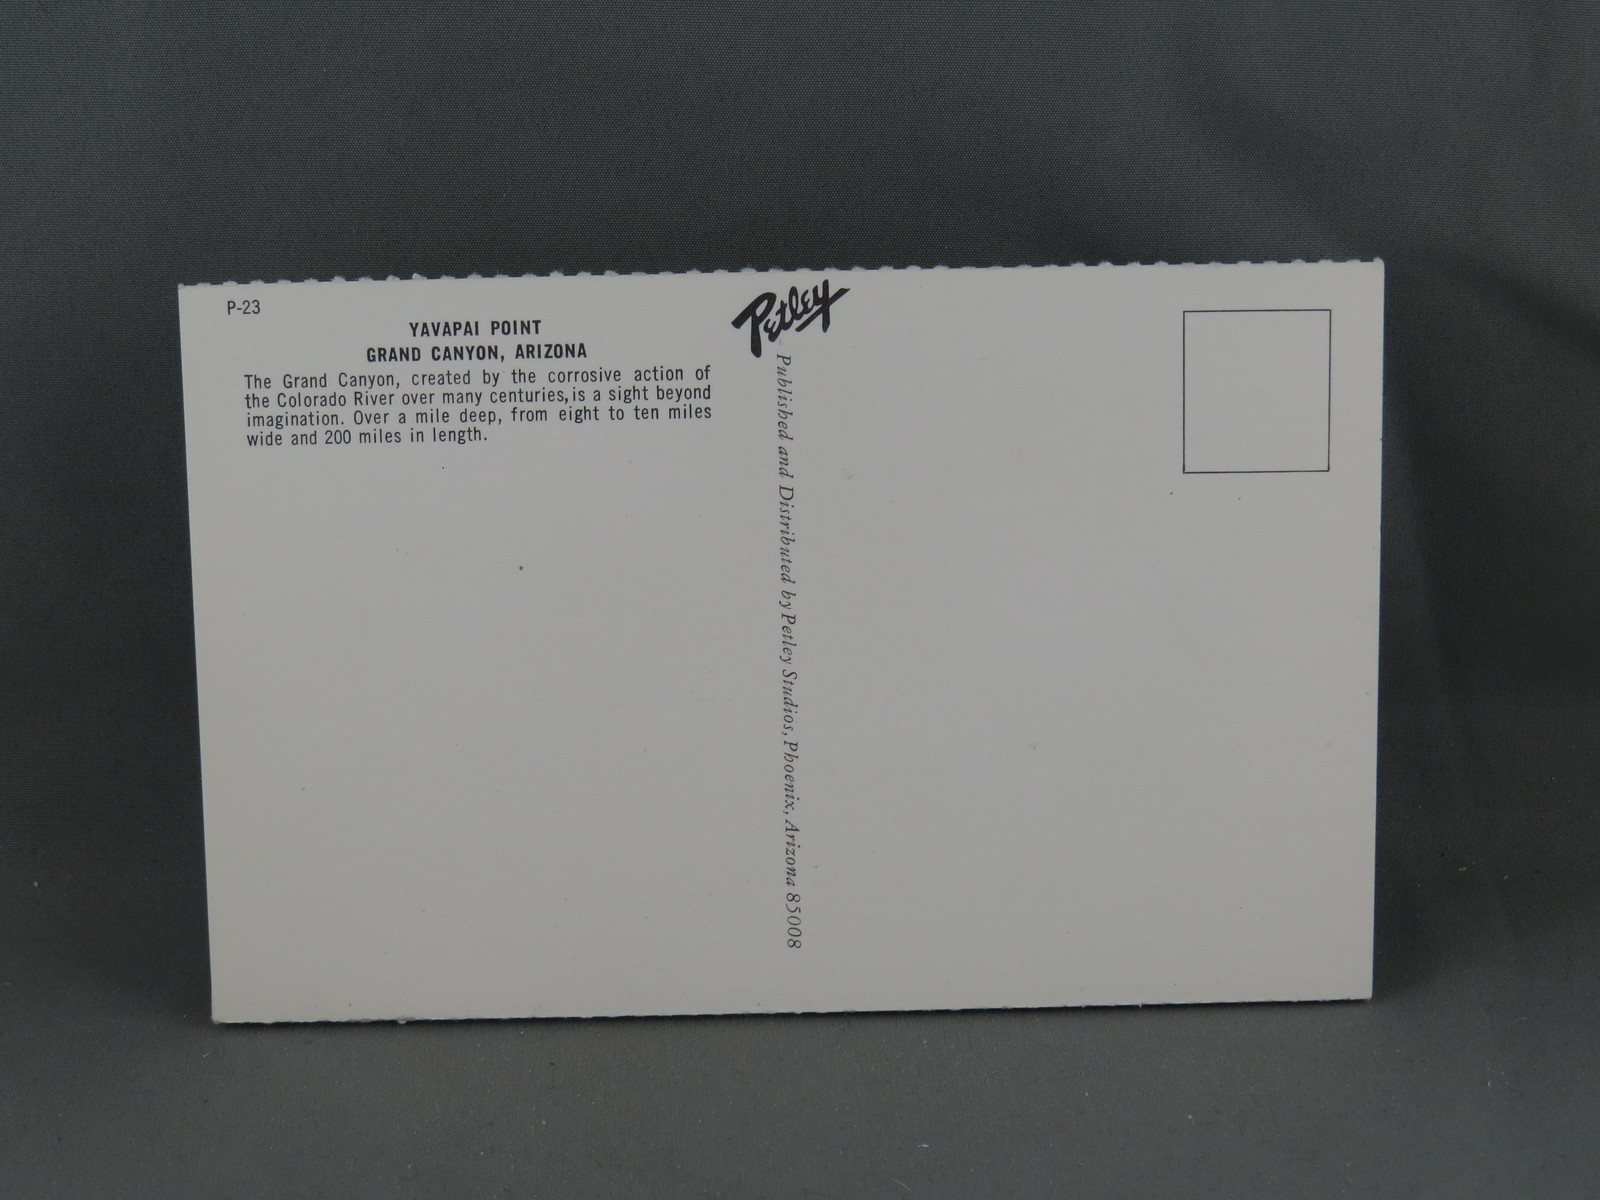 P-23
YAVAPAI POINT
GRAND CANYON, ARIZONA
The Grand Canyon, created by the corrosive action of
the Colorado River over many centuries, is a sight beyond
imagination. Over a mile deep, from eight to ten miles
wide and 200 miles in length.
Petley
Published and Distributed by Petley Studios, Phoenix, Arizona 85008